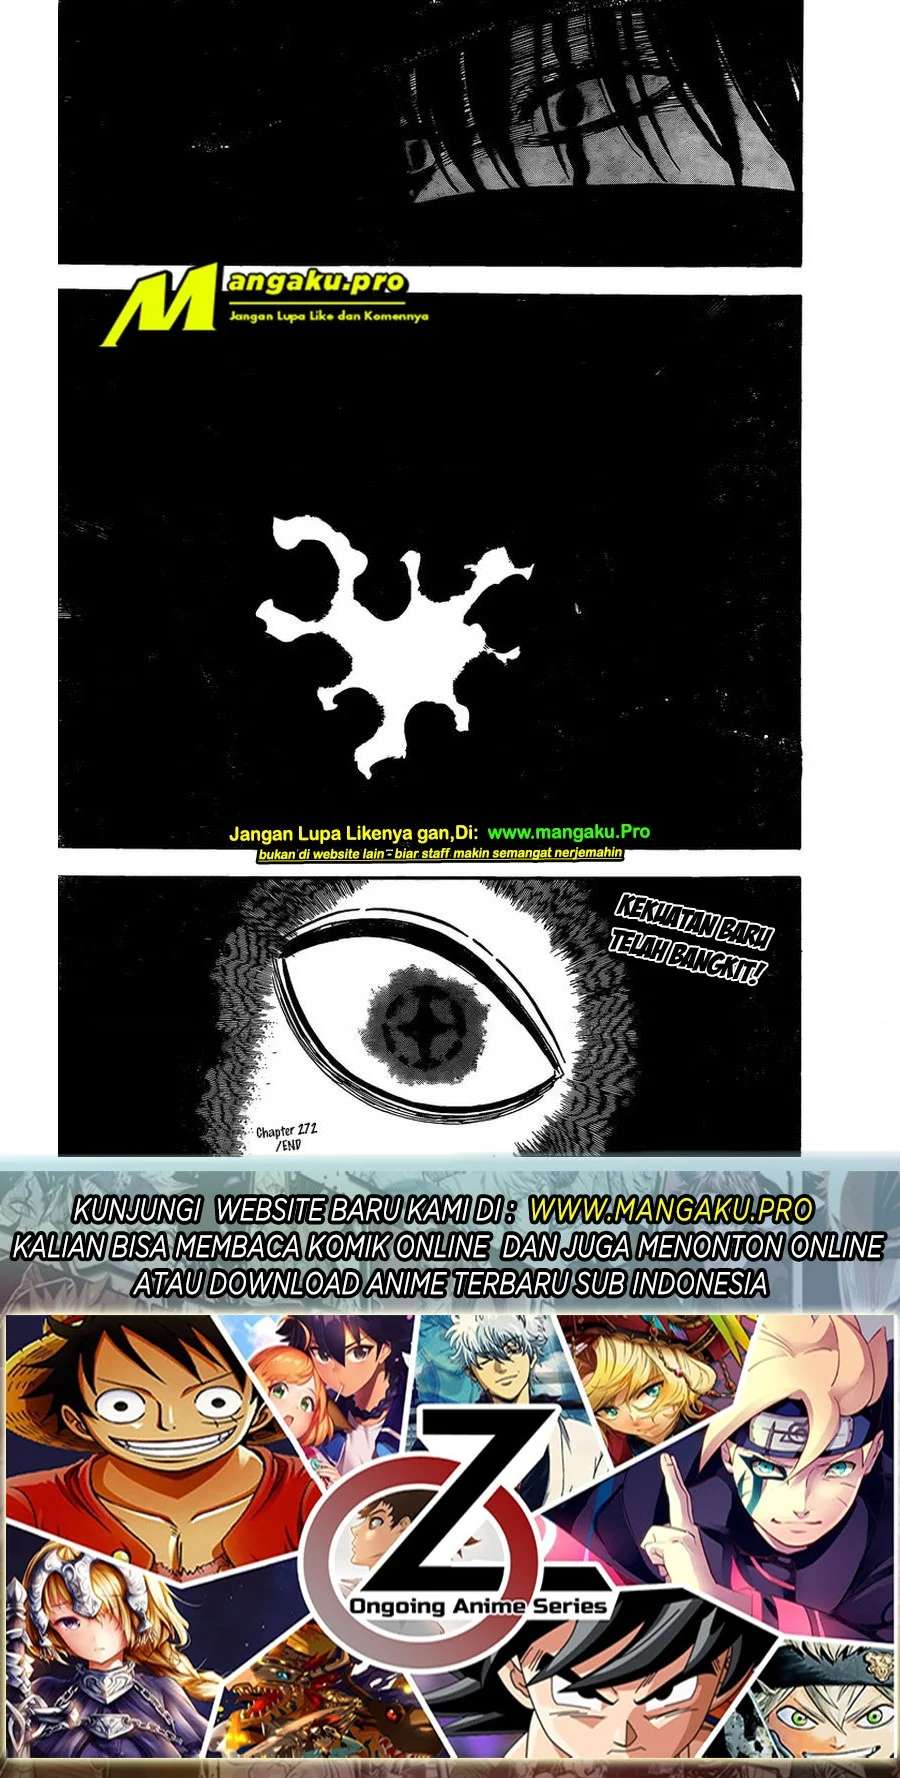 Mangaku.pro
Jangan Lupa Like dan Komennya
Jangan Lupa Likenya gan,Di: www.mangaku.Pro
bukan di website lain - biar staff makin semangat nerjemahin
KEKUATAN BARU
TELAH BANGKIT!
Chapter 272
/END
KUNJUNGI WEBSITE BARU KAMI DI : WWW.MANGAKU.PRO
KALIAN BISA MEMBACA KOMIK ONLINE DAN JUGA MENONTON ONLINE
ATAU DOWNLOAD ANIME TERBARU SUB INDONESIA
OZ
Ongoing Anime Series